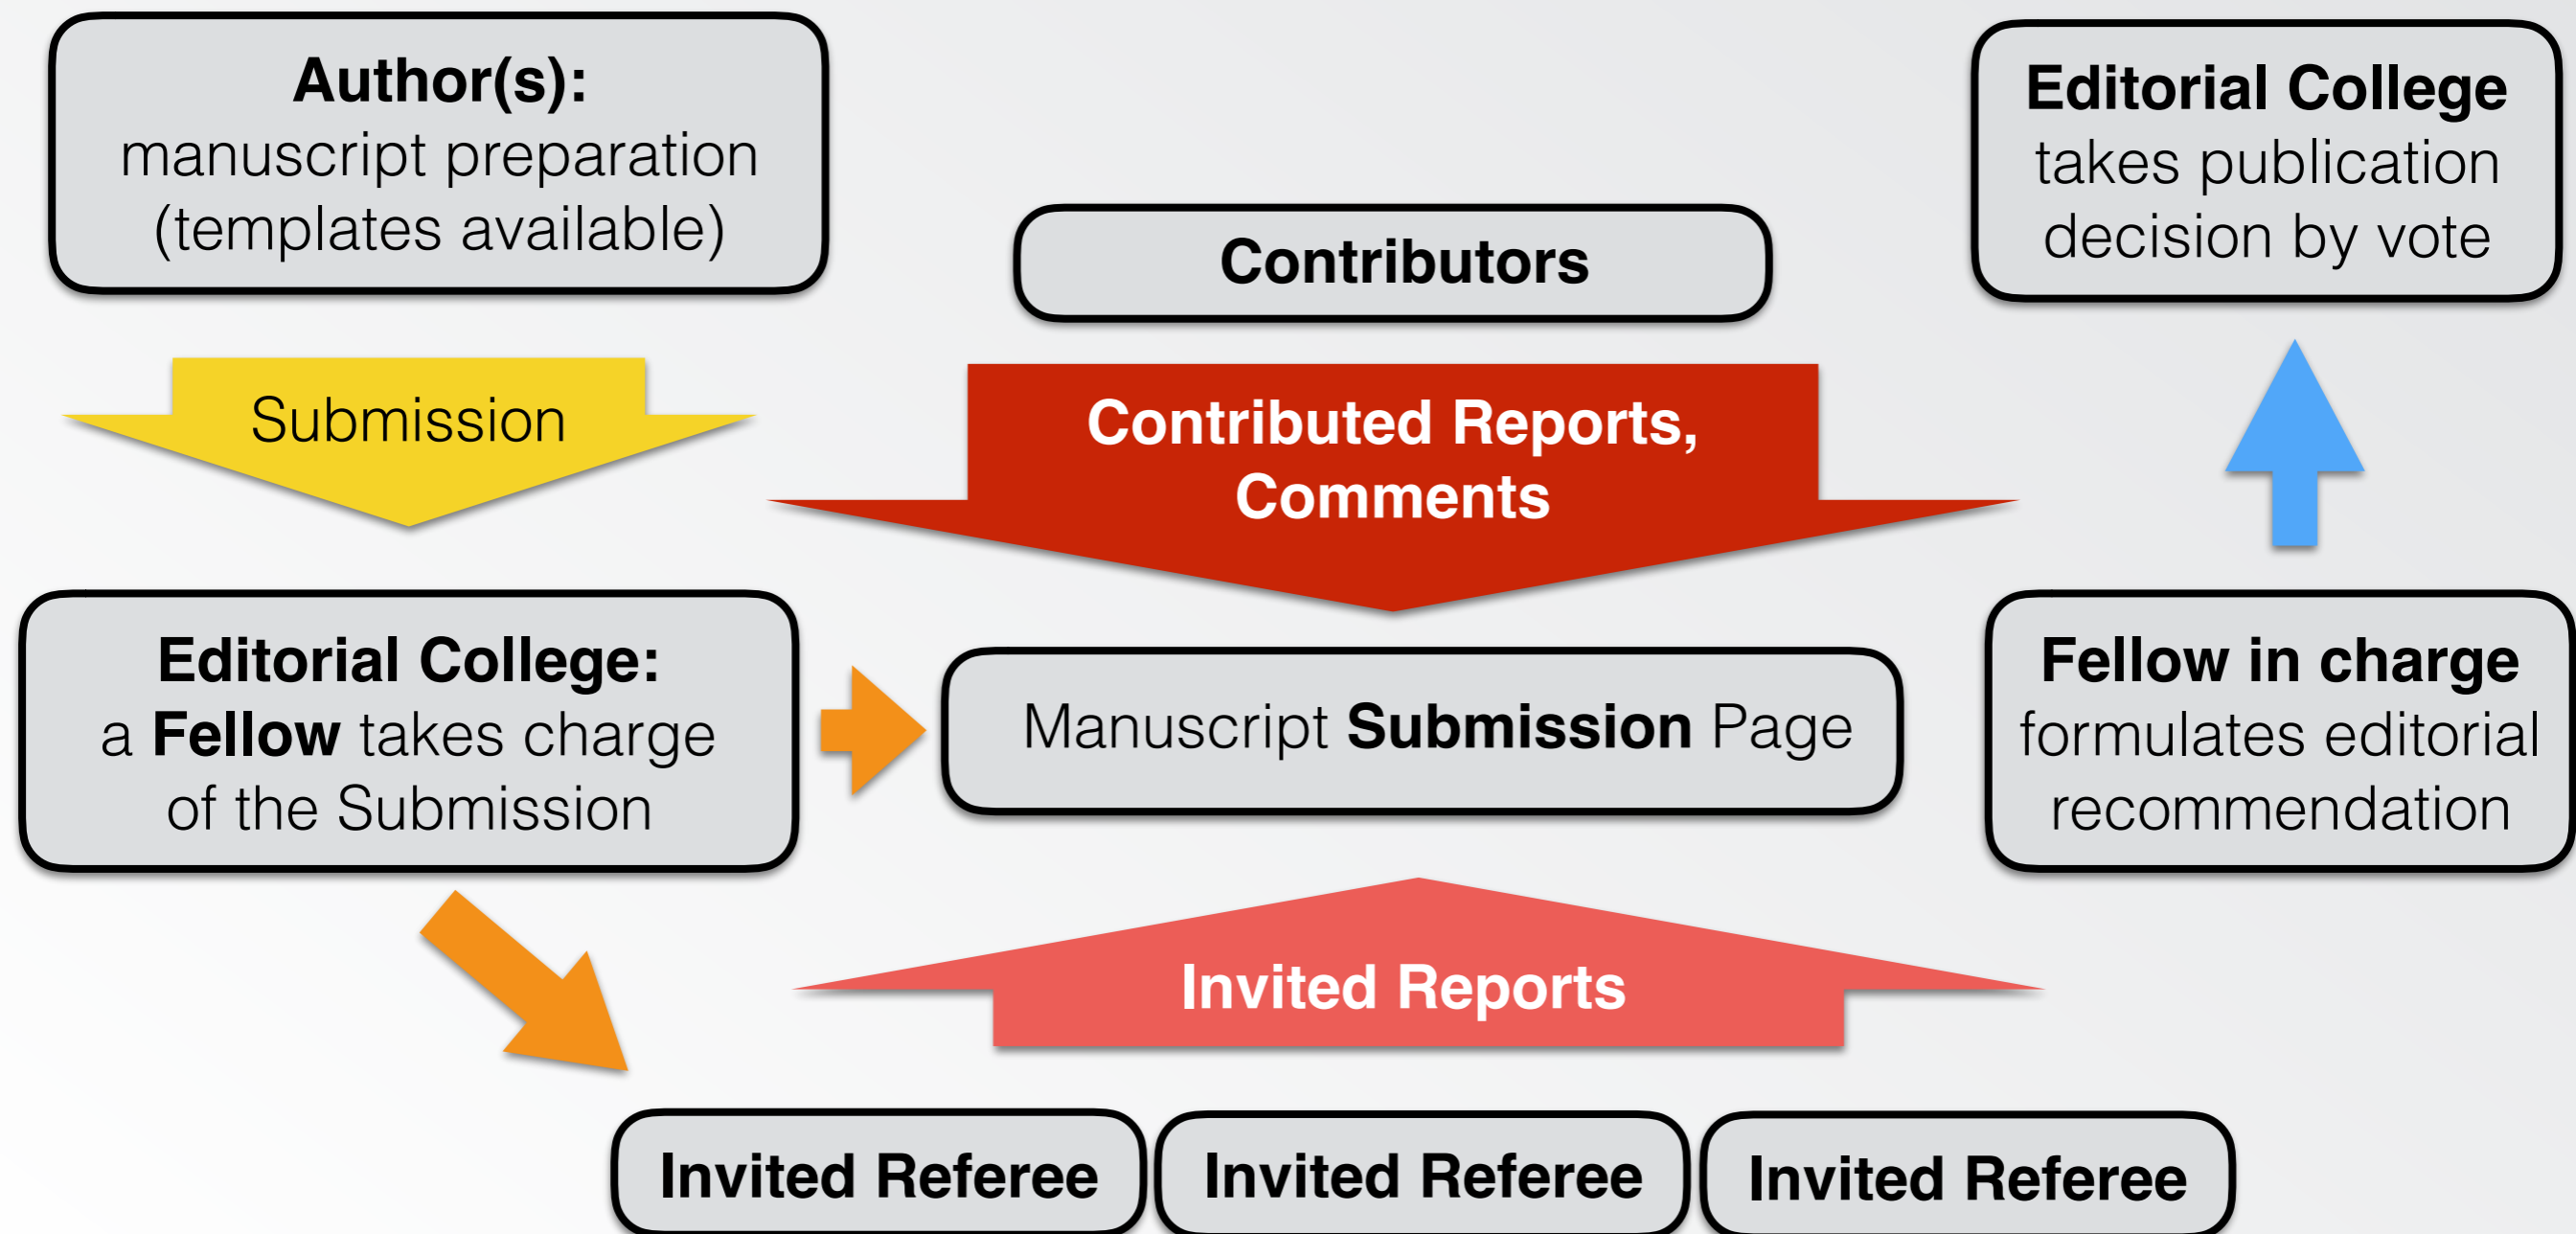 Author(s):
manuscript preparation
(templates available)
Submission
Editorial College:
a Fellow takes charge
of the Submission
Contributors
Contributed Reports,
Comments
Manuscript Submission Page
Invited Reports
Invited Referee
Invited Referee
Invited Referee
Editorial College
takes publication
decision by vote
Fellow in charge
formulates editorial
recommendation